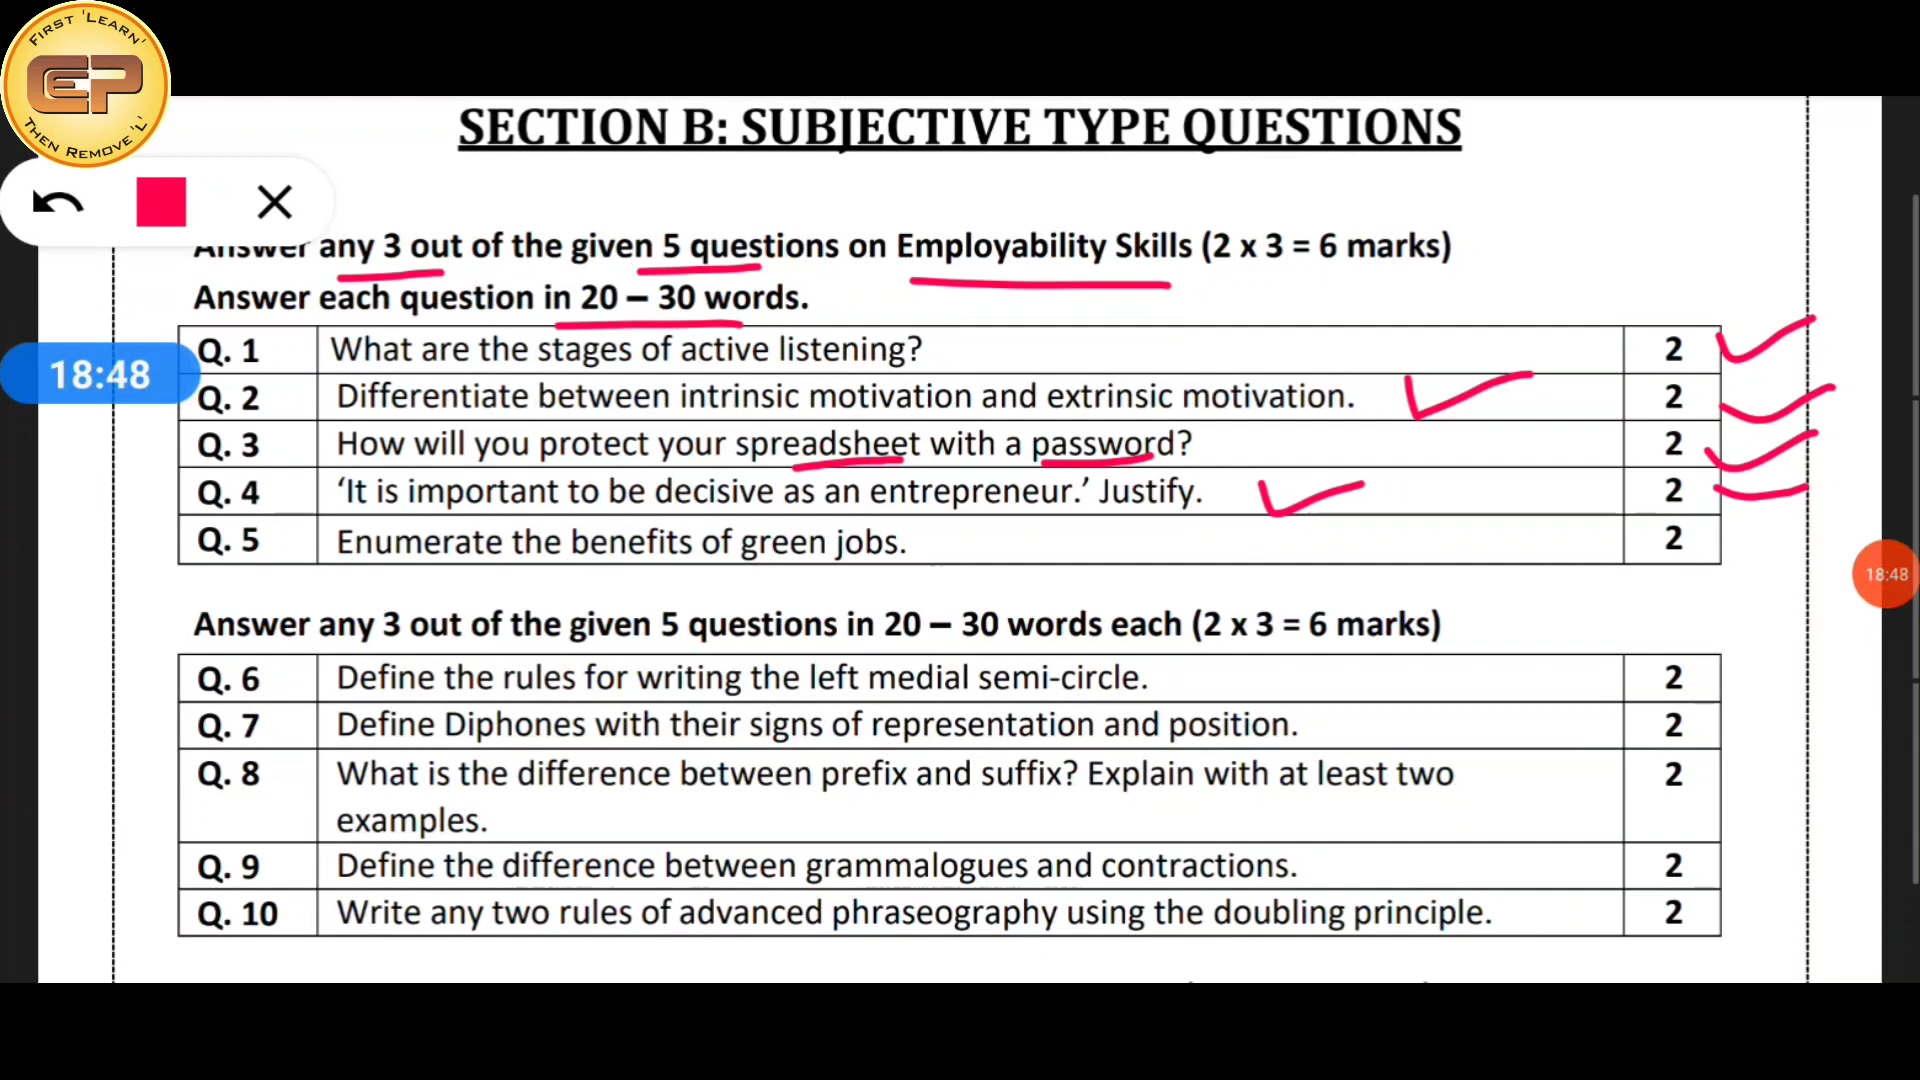 FIRST 'LEARN'
EP
THEN REMOVE 'L'
SECTION B: SUBJECTIVE TYPE QUESTIONS
Answer any 3 out of the given 5 questions on Employability Skills (2 x 3 = 6 marks)
Answer each question in 20 – 30 words.
18:48
Q. 1 What are the stages of active listening? 2
Q. 2 Differentiate between intrinsic motivation and extrinsic motivation. 2
Q. 3 How will you protect your spreadsheet with a password? 2
Q. 4 ‘It is important to be decisive as an entrepreneur.’ Justify. 2
Q. 5 Enumerate the benefits of green jobs. 2
18:48
Answer any 3 out of the given 5 questions in 20 – 30 words each (2 x 3 = 6 marks)
Q. 6 Define the rules for writing the left medial semi-circle. 2
Q. 7 Define Diphones with their signs of representation and position. 2
Q. 8 What is the difference between prefix and suffix? Explain with at least two 2
examples.
Q. 9 Define the difference between grammalogues and contractions. 2
Q. 10 Write any two rules of advanced phraseography using the doubling principle. 2